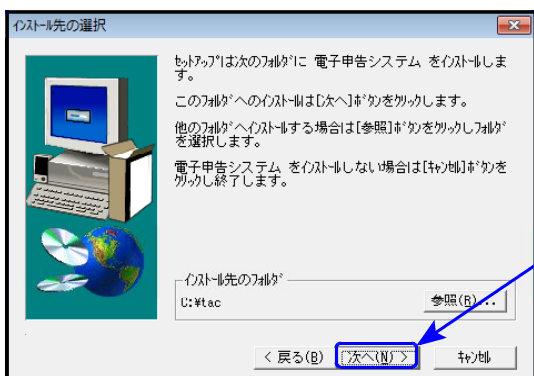 インストール先の選択
セットアップは次のフォルダに 電子申告システム をインストールしま
す。
このフォルダへのインストールは[次へ]ボタンをクリックします。
他のフォルダへインストールする場合は[参照]ボタンをクリックしフォルダ
を選択します。
電子申告システム をインストールしない場合は[キャンセル]ボタンを
クリックし終了します。
インストール先のフォルダ
C:¥tac
参照(R)...
< 戻る(B)
次へ(N) >
キャンセル